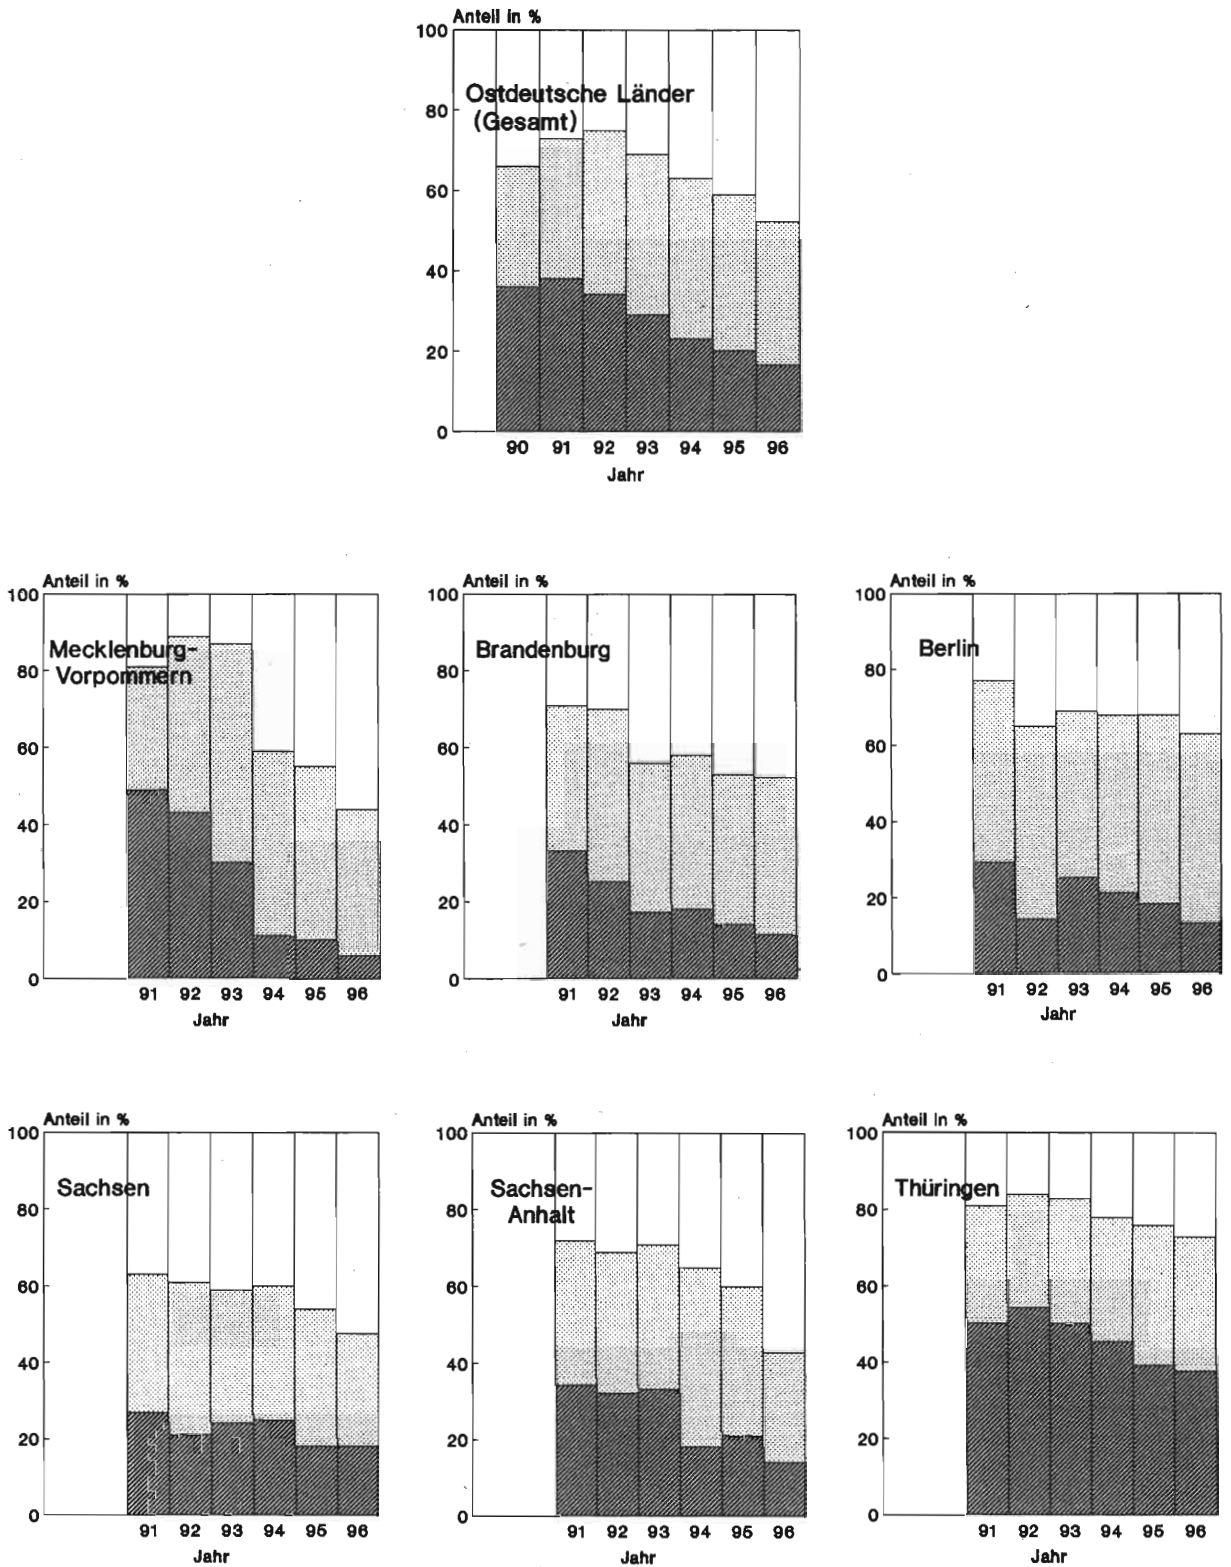 Anteil in %
100
80
60
40
20
0
Ostdeutsche Länder
(Gesamt)
90 91 92 93 94 95 96
Jahr
Anteil in %
100
80
60
40
20
0
Mecklenburg-
Vorpommern
91 92 93 94 95 96
Jahr
Anteil in %
100
80
60
40
20
0
Brandenburg
91 92 93 94 95 96
Jahr
Anteil in %
100
80
60
40
20
0
Berlin
91 92 93 94 95 96
Jahr
Anteil in %
100
80
60
40
20
0
Sachsen
91 92 93 94 95 96
Jahr
Anteil in %
100
80
60
40
20
0
Sachsen-
Anhalt
91 92 93 94 95 96
Jahr
Anteil in %
100
80
60
40
20
0
Thüringen
91 92 93 94 95 96
Jahr